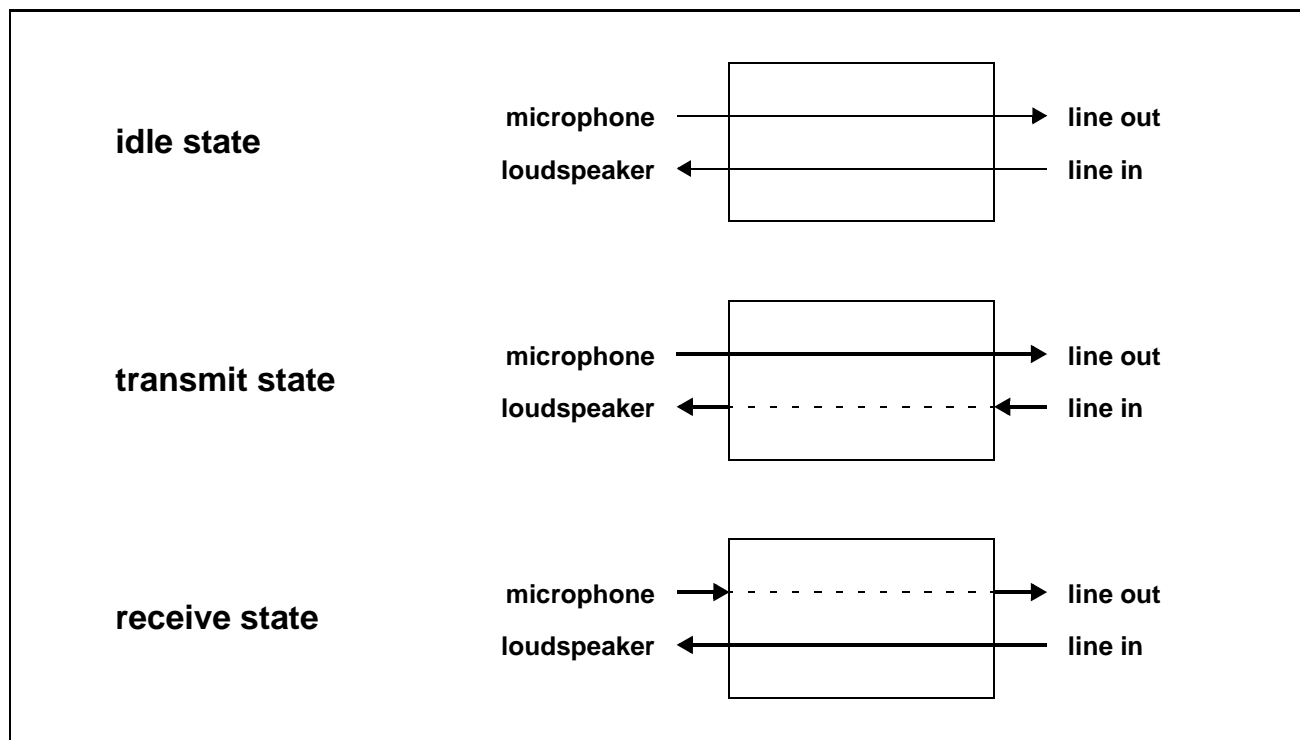 microphone line out
idle state
loudspeaker line in
microphone line out
transmit state
loudspeaker line in
microphone line out
receive state
loudspeaker line in